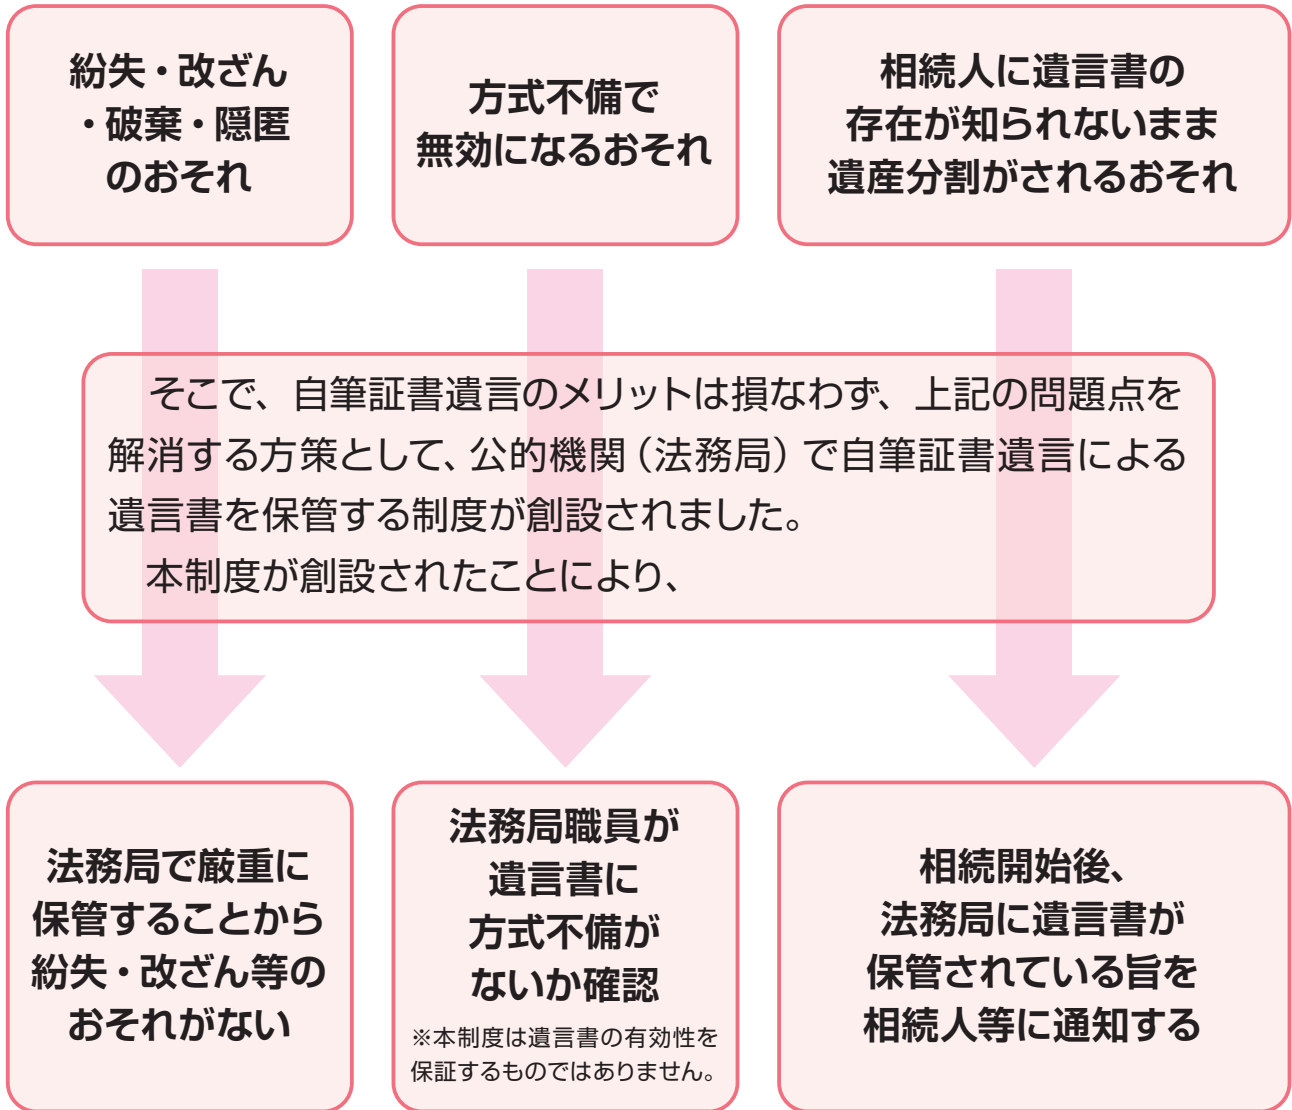 紛失・改ざん
・破棄・隠匿
のおそれ
方式不備で
無効になるおそれ
相続人に遺言書の
存在が知られないまま
遺産分割がされるおそれ
そこで、自筆証書遺言のメリットは損なわず、上記の問題点を
解消する方策として、公的機関（法務局）で自筆証書遺言による
遺言書を保管する制度が創設されました。
本制度が創設されたことにより、
法務局で厳重に
保管することから
紛失・改ざん等の
おそれがない
法務局職員が
遺言書に
方式不備が
ないか確認
※本制度は遺言書の有効性を
保証するものではありません。
相続開始後、
法務局に遺言書が
保管されている旨を
相続人等に通知する